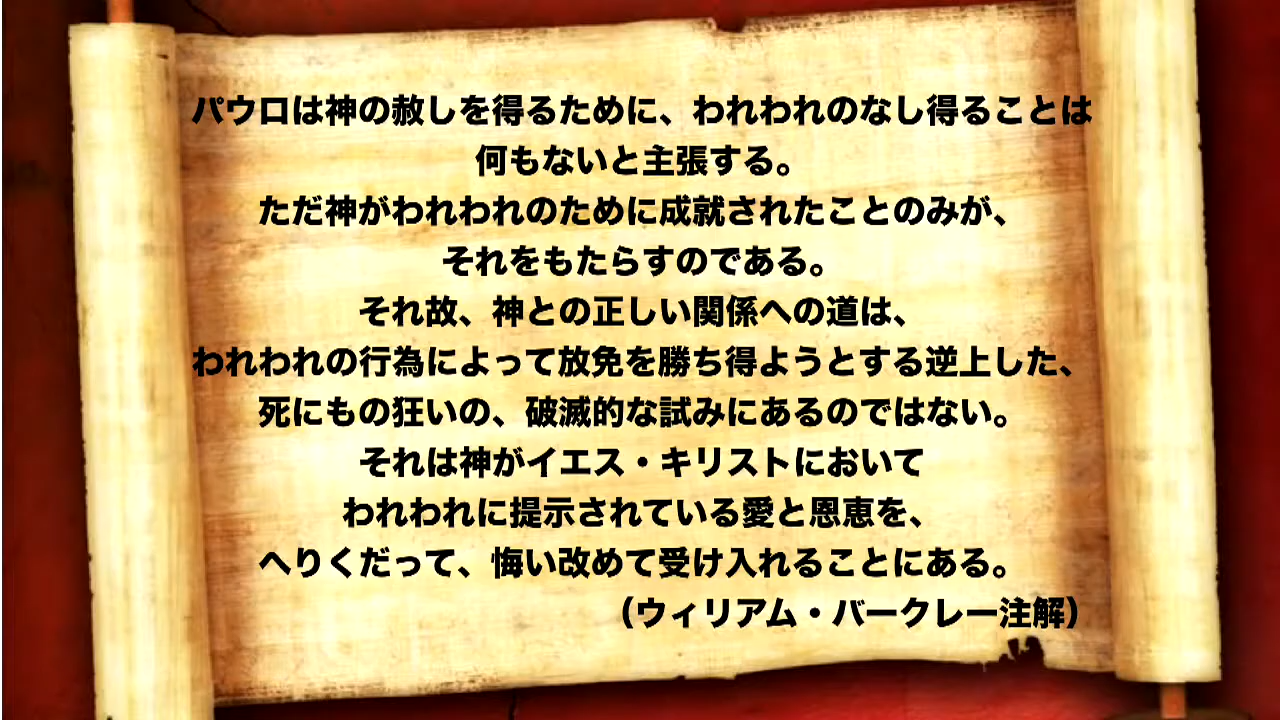 パウロは神の赦しを得るために、われわれのなし得ることは
何もないと主張する。
ただ神がわれわれのために成就されたことのみが、
それをもたらすのである。
それ故、神との正しい関係への道は、
われわれの行為によって放免を勝ち得ようとする逆上した、
死にもの狂いの、破滅的な試みにあるのではない。
それは神がイエス・キリストにおいて
われわれに提示されている愛と恩恵を、
へりくだって、悔い改めて受け入れることにある。
（ウィリアム・バークレー注解）